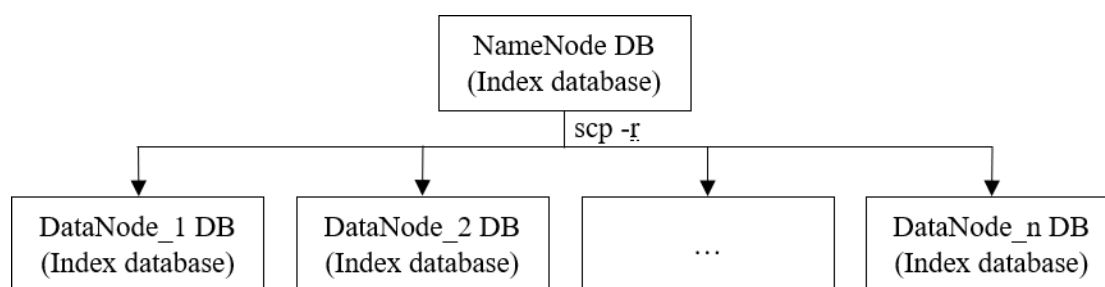 NameNode DB
(Index database)
scp -r
DataNode_1 DB
(Index database)
DataNode_2 DB
(Index database)
…
DataNode_n DB
(Index database)